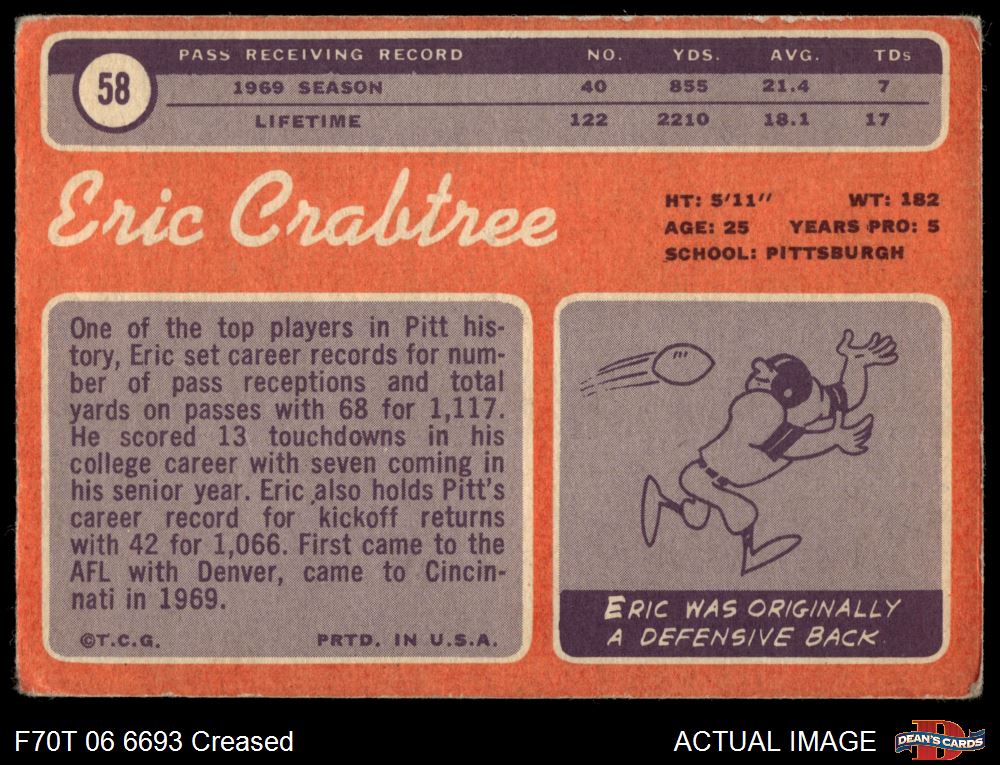 58
PASS RECEIVING RECORD NO. YDS. AVG. TDs
1969 SEASON 40 855 21.4 7
LIFETIME 122 2210 18.1 17
Eric Crabtree
HT: 5'11" WT: 182
AGE: 25 YEARS PRO: 5
SCHOOL: PITTSBURGH
One of the top players in Pitt his-
tory, Eric set career records for num-
ber of pass receptions and total
yards on passes with 68 for 1,117.
He scored 13 touchdowns in his
college career with seven coming in
his senior year. Eric also holds Pitt's
career record for kickoff returns
with 42 for 1,066. First came to the
AFL with Denver, came to Cincin-
nati in 1969.
©T.C.G. PRTD. IN U.S.A.
ERIC WAS ORIGINALLY
A DEFENSIVE BACK
F70T 06 6693 Creased
ACTUAL IMAGE
DEAN'S CARDS